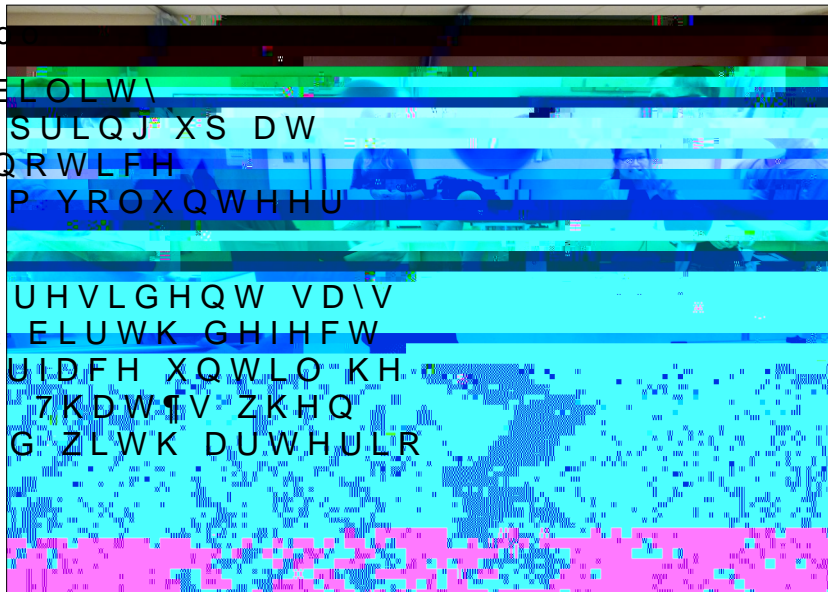 ELOLW\
SULQJ XS DW
QRWLFH
P YROXQWHHU
UHVLGHQW VD\V
ELUWK GHIHFW
UIDFH XQWLO KH
7KDW¶V ZKHQ
G ZLWK DUWHULR